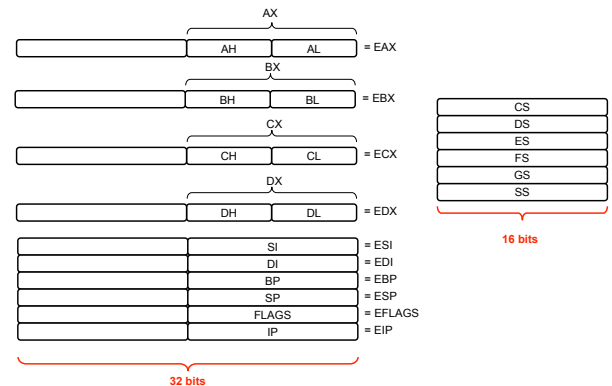 AX
AH AL = EAX
BX
BH BL = EBX
CX
CH CL = ECX
DX
DH DL = EDX
SI = ESI
DI = EDI
BP = EBP
SP = ESP
FLAGS = EFLAGS
IP = EIP
32 bits
CS
DS
ES
FS
GS
SS
16 bits